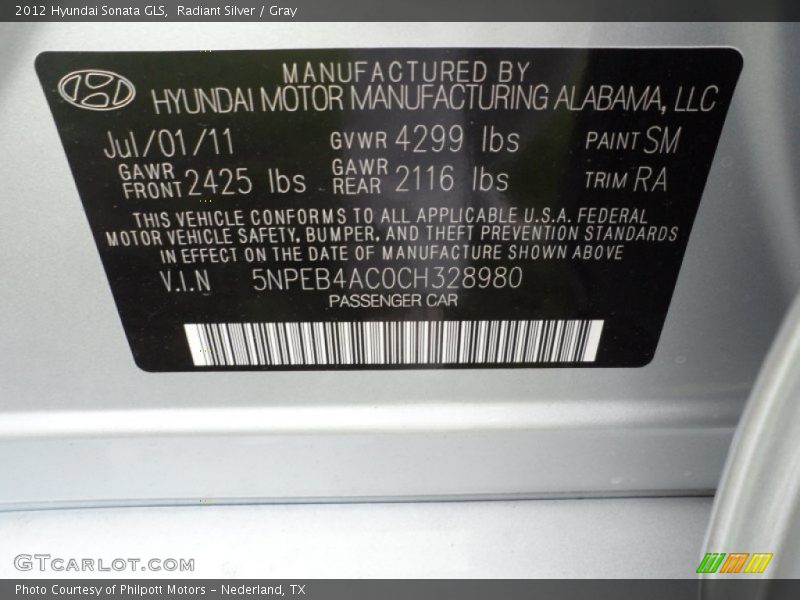 2012 Hyundai Sonata GLS, Radiant Silver / Gray
MANUFACTURED BY
HYUNDAI MOTOR MANUFACTURING ALABAMA, LLC
Jul/01/11 GVWR 4299 lbs PAINT SM
GAWR FRONT 2425 lbs GAWR REAR 2116 lbs TRIM RA
THIS VEHICLE CONFORMS TO ALL APPLICABLE U.S.A. FEDERAL
MOTOR VEHICLE SAFETY, BUMPER, AND THEFT PREVENTION STANDARDS
IN EFFECT ON THE DATE OF MANUFACTURE SHOWN ABOVE
V.I.N 5NPEB4AC0CH328980
PASSENGER CAR
GTCARLOT.COM
Photo Courtesy of Philpott Motors - Nederland, TX